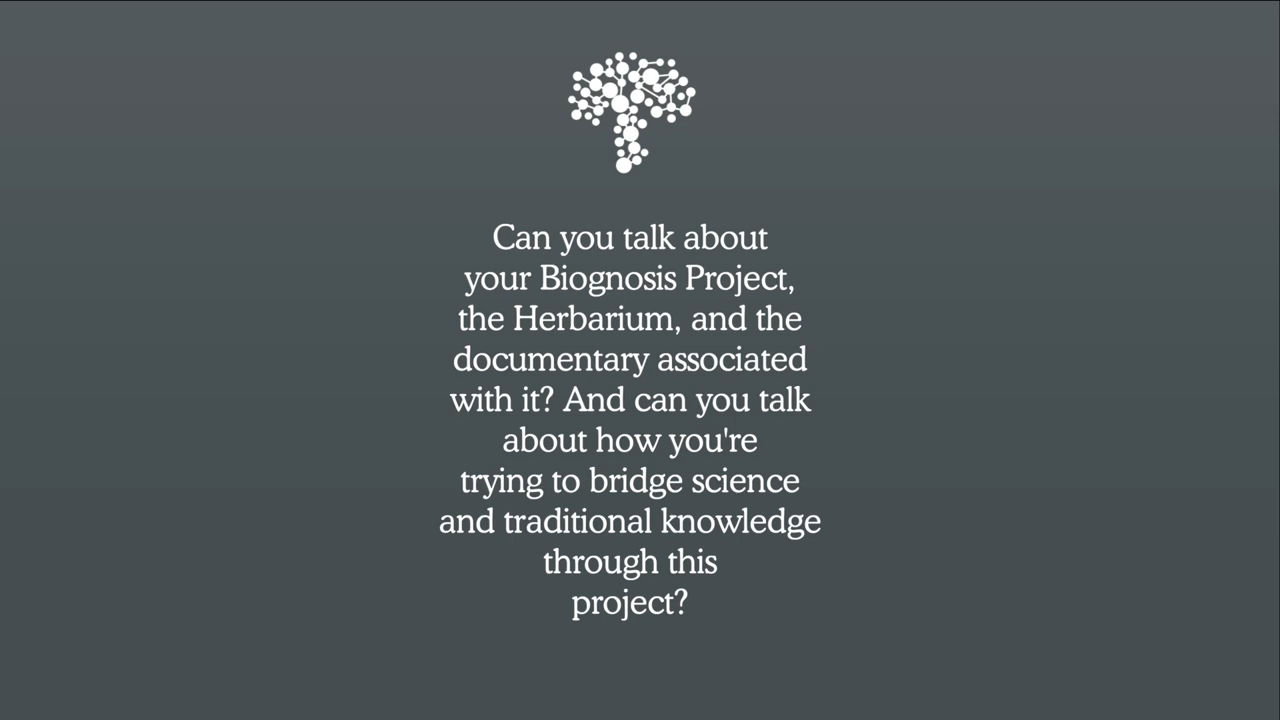 Can you talk about
your Biognosis Project,
the Herbarium, and the
documentary associated
with it? And can you talk
about how you're
trying to bridge science
and traditional knowledge
through this
project?